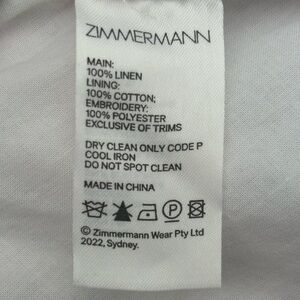 ZIMMERMANN
MAIN:
100% LINEN
LINING:
100% COTTON;
EMBROIDERY:
100% POLYESTER
EXCLUSIVE OF TRIMS
DRY CLEAN ONLY CODE P
COOL IRON
DO NOT SPOT CLEAN
MADE IN CHINA
P
© Zimmermann Wear Pty Ltd
2022, Sydney.